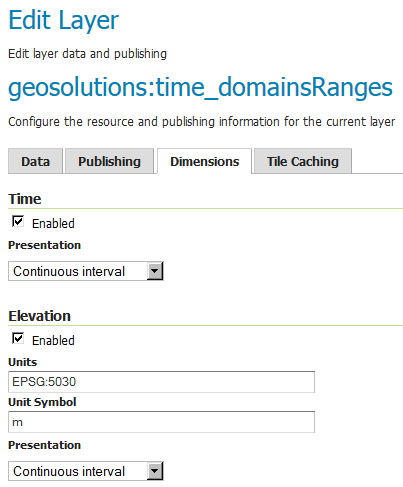 Edit Layer
Edit layer data and publishing
geosolutions:time_domainsRanges
Configure the resource and publishing information for the current layer
Data Publishing Dimensions Tile Caching
Time
Enabled
Presentation
Continuous interval
Elevation
Enabled
Units
EPSG:5030
Unit Symbol
m
Presentation
Continuous interval